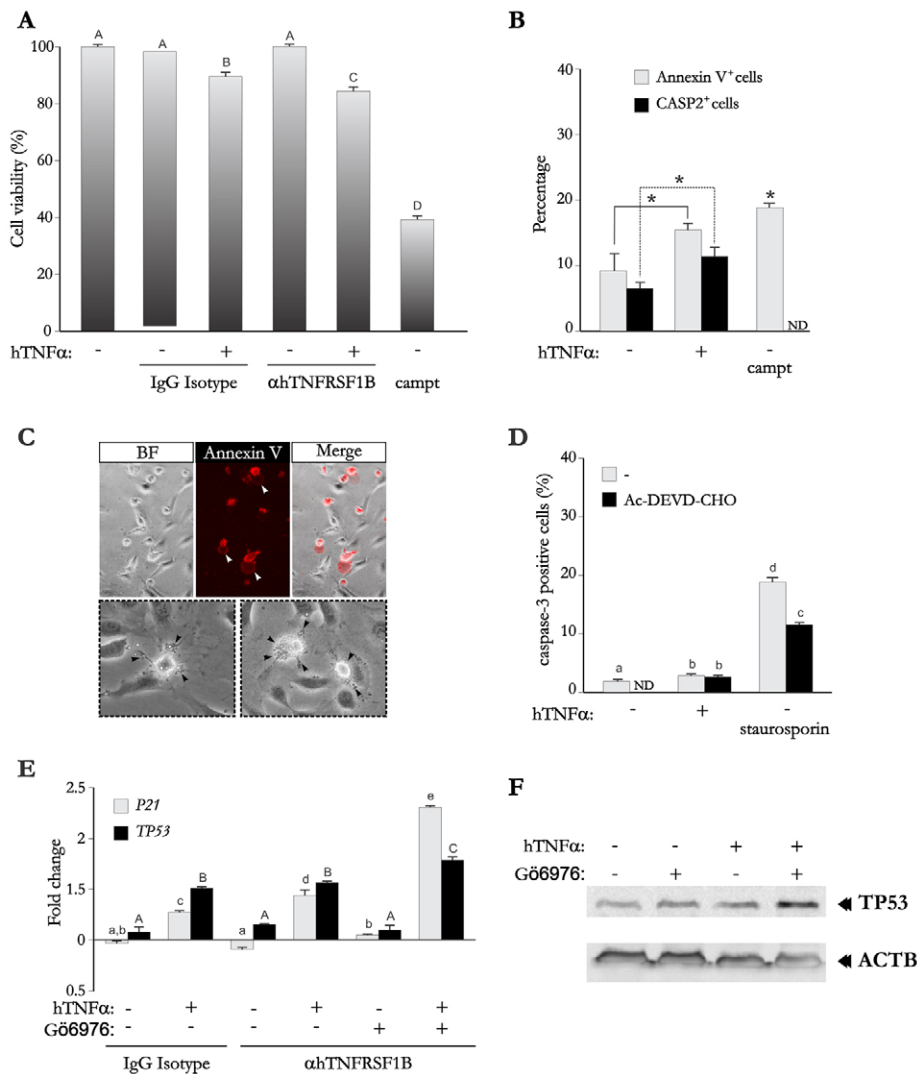 A
Cell viability (%)
100
80
60
40
20
0
A
A
B
A
C
D
hTNFα: - - + - + -
IgG Isotype αhTNFRSF1B campt
B
Percentage
40
30
20
10
0
Annexin V+ cells
CASP2+ cells
*
*
*
ND
hTNFα: - + -
campt
C
BF Annexin V Merge
D
caspase-3 positive cells (%)
40
30
20
10
0
-
Ac-DEVD-CHO
a
ND
b
b
d
c
hTNFα: - + -
staurosporin
E
Fold change
2.5
2
1.5
0
0.5
P21
TP53
a,b
A
c
B
a
A
d
B
b
A
e
C
hTNFα: - + - + - +
Gö6976: - - - - + +
IgG Isotype αhTNFRSF1B
F
hTNFα: - - + +
Gö6976: - + - +
TP53
ACTB